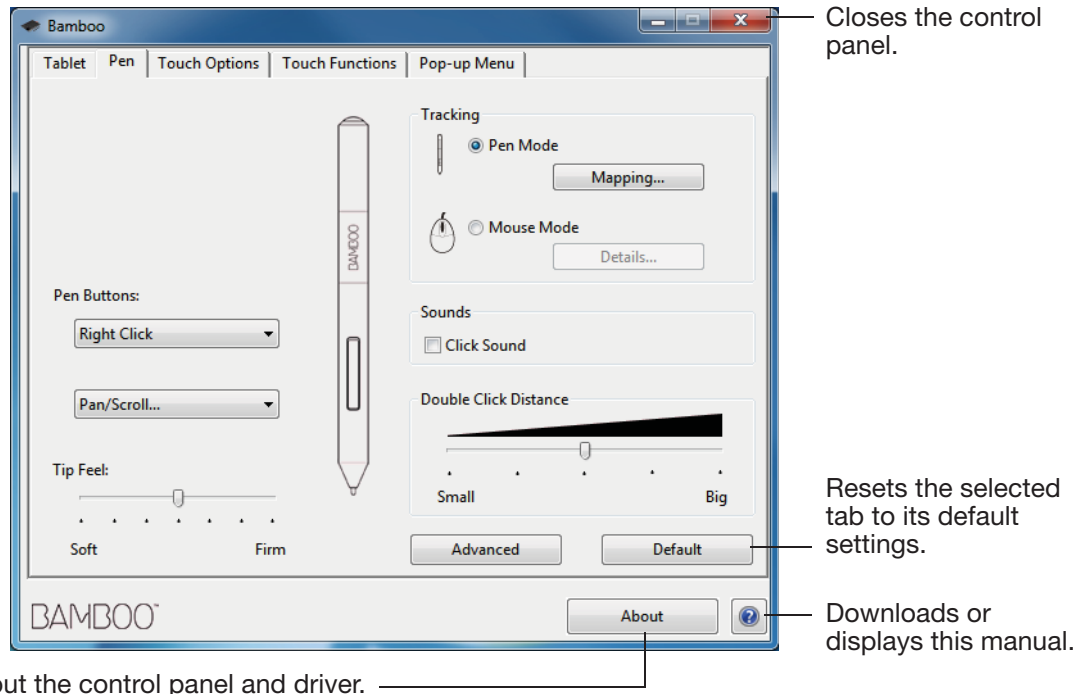 Bamboo
Closes the control
panel.
Tablet Pen Touch Options Touch Functions Pop-up Menu
Tracking
Pen Mode
Mapping...
Mouse Mode
Details...
BAMBOO
Pen Buttons:
Right Click
Pan/Scroll...
Sounds
Click Sound
Double Click Distance
Small Big
Tip Feel:
Soft Firm
Advanced Default
Resets the selected
tab to its default
settings.
BAMBOO™
About
?
Downloads or
displays this manual.
the control panel and driver.